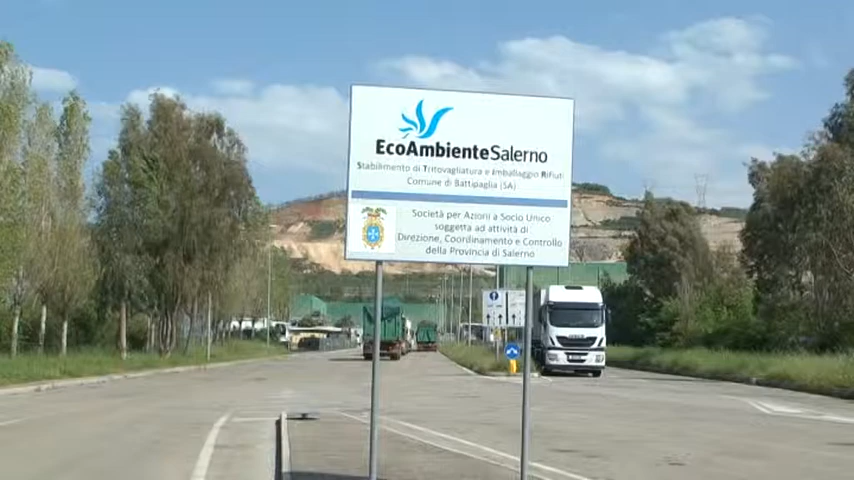 EcoAmbienteSalerno
Stabilimento di Tritovagliatura e Imballaggio Rifiuti
Comune di Battipaglia (SA)
Società per Azioni a Socio Unico
soggetta ad attività di
Direzione, Coordinamento e Controllo
della Provincia di Salerno